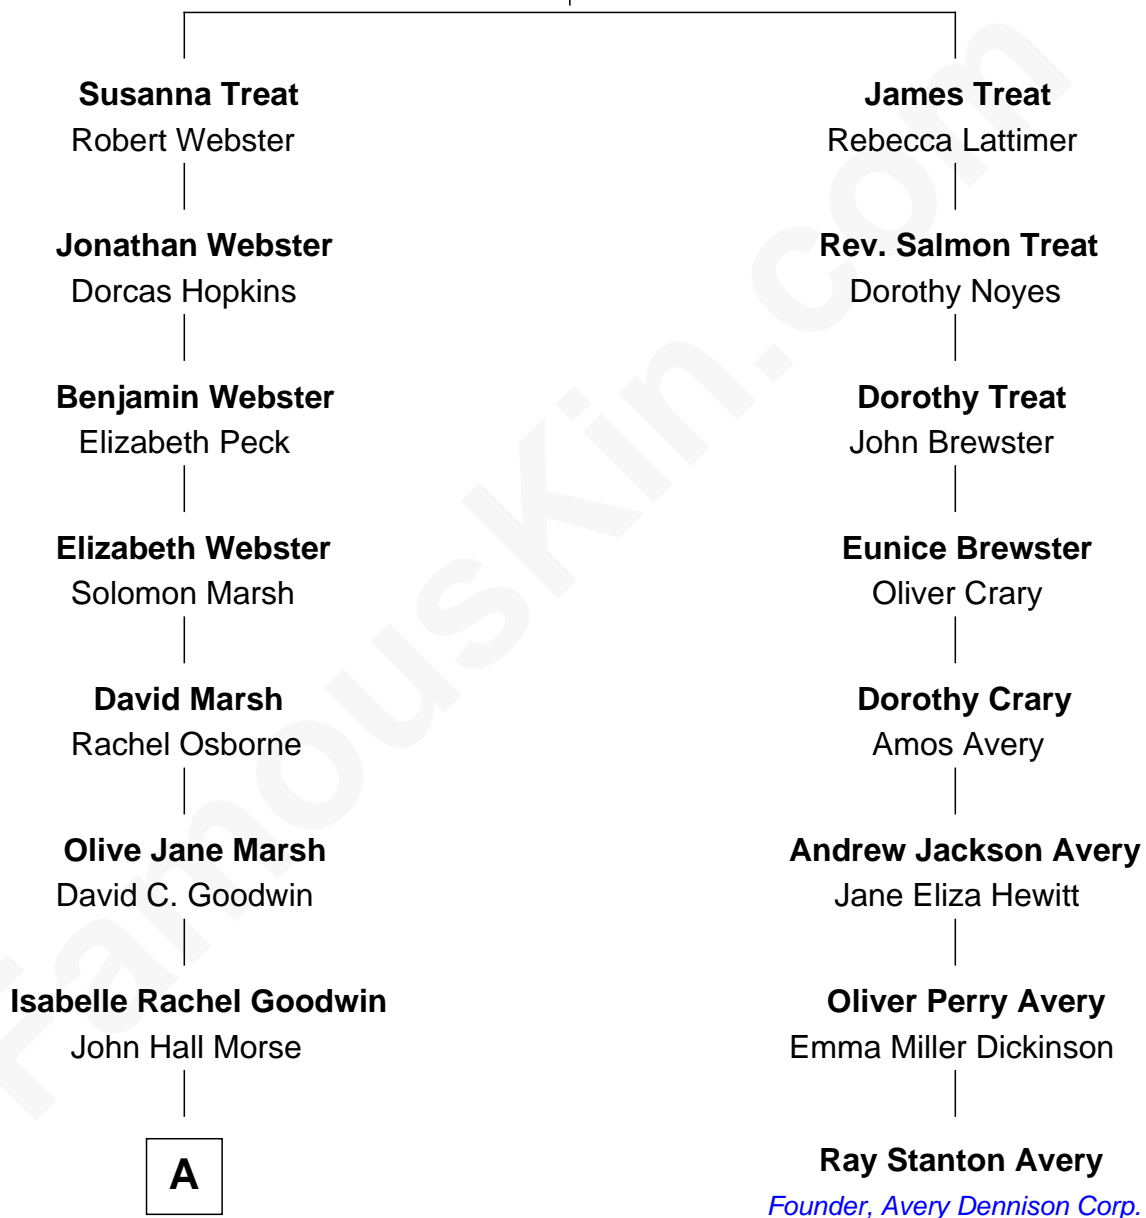 Susanna Treat
Robert Webster
James Treat
Rebecca Lattimer
Jonathan Webster
Dorcas Hopkins
Rev. Salmon Treat
Dorothy Noyes
Benjamin Webster
Elizabeth Peck
Dorothy Treat
John Brewster
Elizabeth Webster
Solomon Marsh
Eunice Brewster
Oliver Crary
David Marsh
Rachel Osborne
Dorothy Crary
Amos Avery
Olive Jane Marsh
David C. Goodwin
Andrew Jackson Avery
Jane Eliza Hewitt
Isabelle Rachel Goodwin
John Hall Morse
Oliver Perry Avery
Emma Miller Dickinson
A
Ray Stanton Avery
Founder, Avery Dennison Corp.
FamousKin.com